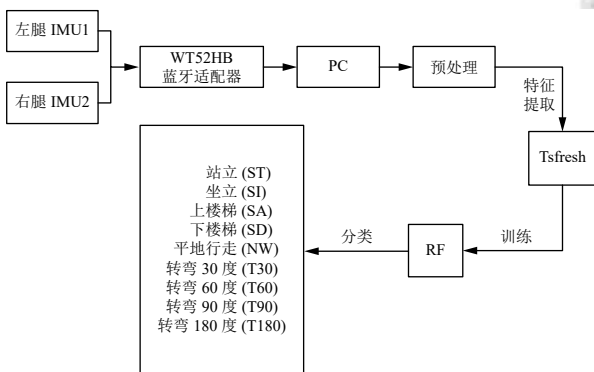 左腿 IMU1
右腿 IMU2
WT52HB
蓝牙适配器
PC
预处理
特征
提取
Tsfresh
训练
RF
分类
站立 (ST)
坐立 (SI)
上楼梯 (SA)
下楼梯 (SD)
平地行走 (NW)
转弯 30 度 (T30)
转弯 60 度 (T60)
转弯 90 度 (T90)
转弯 180 度 (T180)